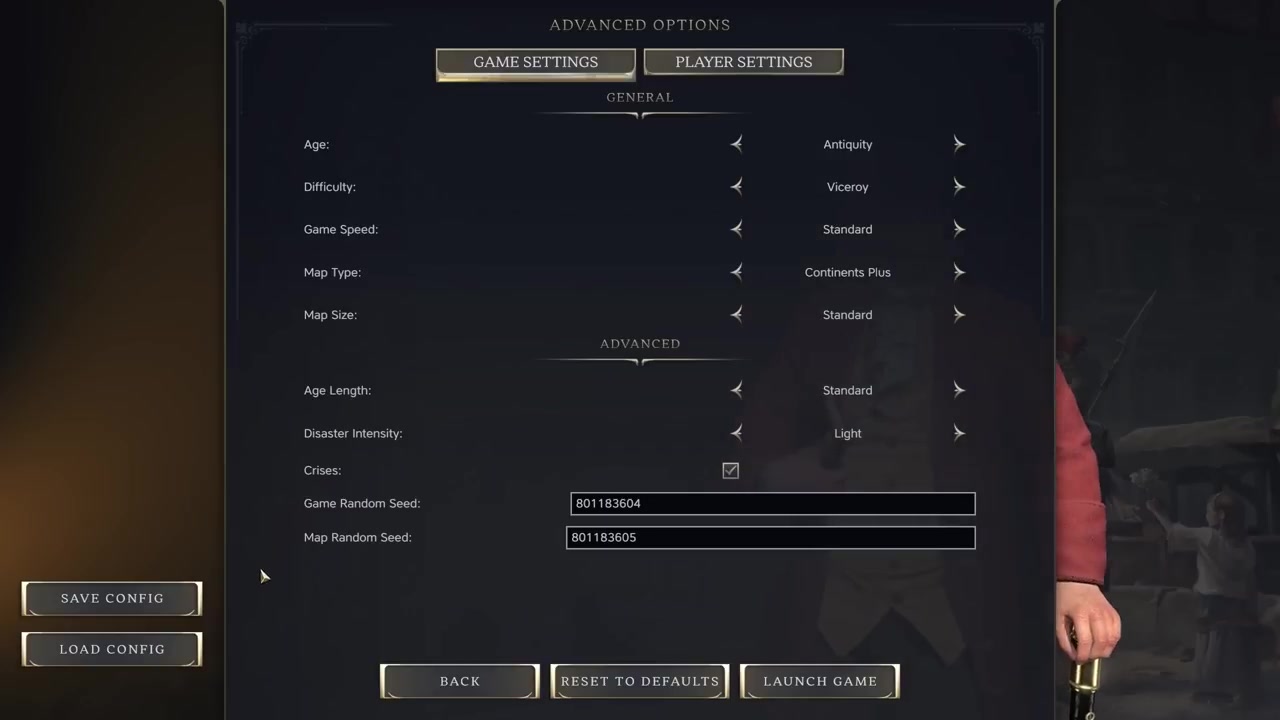 ADVANCED OPTIONS
GAME SETTINGS PLAYER SETTINGS
GENERAL
Age: Antiquity
Difficulty: Viceroy
Game Speed: Standard
Map Type: Continents Plus
Map Size: Standard
ADVANCED
Age Length: Standard
Disaster Intensity: Light
Crises:
Game Random Seed: 801183604
Map Random Seed: 801183605
SAVE CONFIG
LOAD CONFIG
BACK RESET TO DEFAULTS LAUNCH GAME